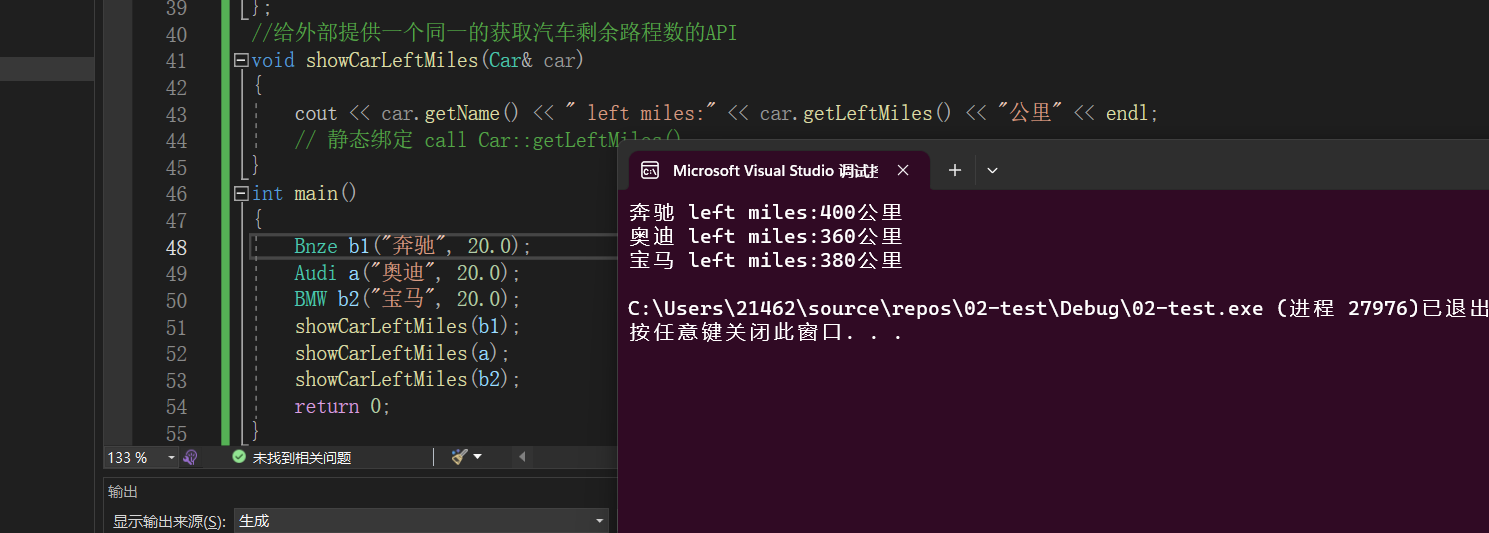 39 };
40 //给外部提供一个同一的获取汽车剩余路程数的API
41 void showCarLeftMiles(Car& car)
42 {
43 cout << car.getName() << " left miles:" << car.getLeftMiles() << "公里" << endl;
44 // 静态绑定 call Car::getLeftMiles()
45 }
46 int main()
47 {
48 Bnze b1("奔驰", 20.0);
49 Audi a("奥迪", 20.0);
50 BMW b2("宝马", 20.0);
51 showCarLeftMiles(b1);
52 showCarLeftMiles(a);
53 showCarLeftMiles(b2);
54 return 0;
55 }
133 %
未找到相关问题
输出
显示输出来源(S): 生成
Microsoft Visual Studio 调试
奔驰 left miles:400公里
奥迪 left miles:360公里
宝马 left miles:380公里
C:\Users\21462\source\repos\02-test\Debug\02-test.exe (进程 27976)已退出
按任意键关闭此窗口. . .